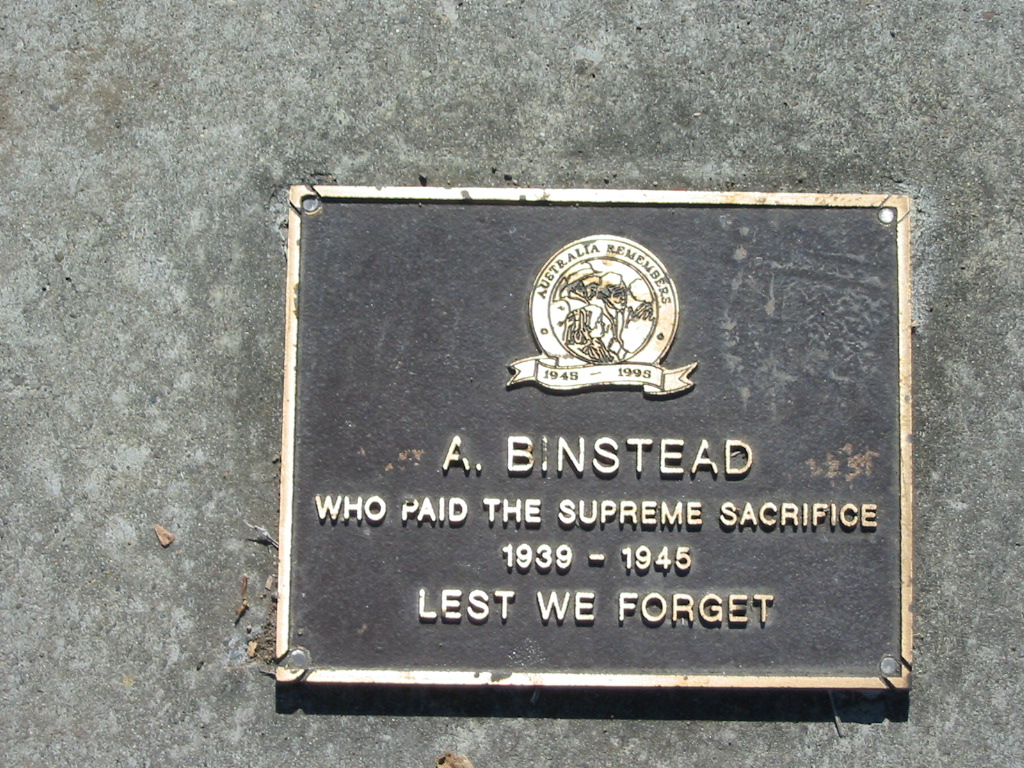 AUSTRALIA REMEMBERS
1945 - 1995
A. BINSTEAD
WHO PAID THE SUPREME SACRIFICE
1939 - 1945
LEST WE FORGET